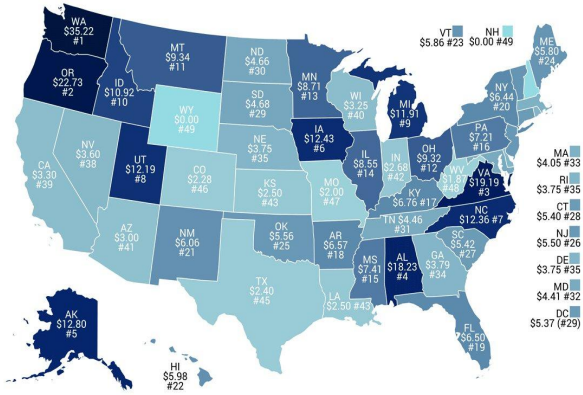 WA
$35.22
#1
OR
$22.73
#2
CA
$3.30
#39
NV
$3.60
#38
ID
$10.92
#10
MT
$9.34
#11
WY
$0.00
#49
UT
$12.19
#8
AZ
$3.00
#41
CO
$2.28
#46
NM
$6.06
#21
ND
$4.66
#30
SD
$4.68
#29
NE
$3.75
#35
KS
$2.50
#43
OK
$5.56
#25
TX
$2.40
#45
MN
$8.71
#13
IA
$12.43
#6
MO
$2.00
#47
AR
$6.57
#18
LA
$2.50 #43
WI
$3.25
#40
IL
$8.55
#14
MI
$11.91
#9
IN
$2.68
#42
OH
$9.32
#12
KY
$6.76 #17
TN $4.46
#31
MS
$7.41
#15
AL
$18.23
#4
GA
$3.79
#34
FL
$6.50
#19
SC
$5.42
#27
NC
$12.36 #7
VA
$19.19
#3
WV
$1.87
#48
PA
$7.21
#16
NY
$6.44
#20
VT
$5.86 #23
NH
$0.00 #49
ME
$5.80
#24
MA
$4.05 #33
RI
$3.75 #35
CT
$5.40 #28
NJ
$5.50 #26
DE
$3.75 #35
MD
$4.41 #32
DC
$5.37 (#29)
AK
$12.80
#5
HI
$5.98
#22